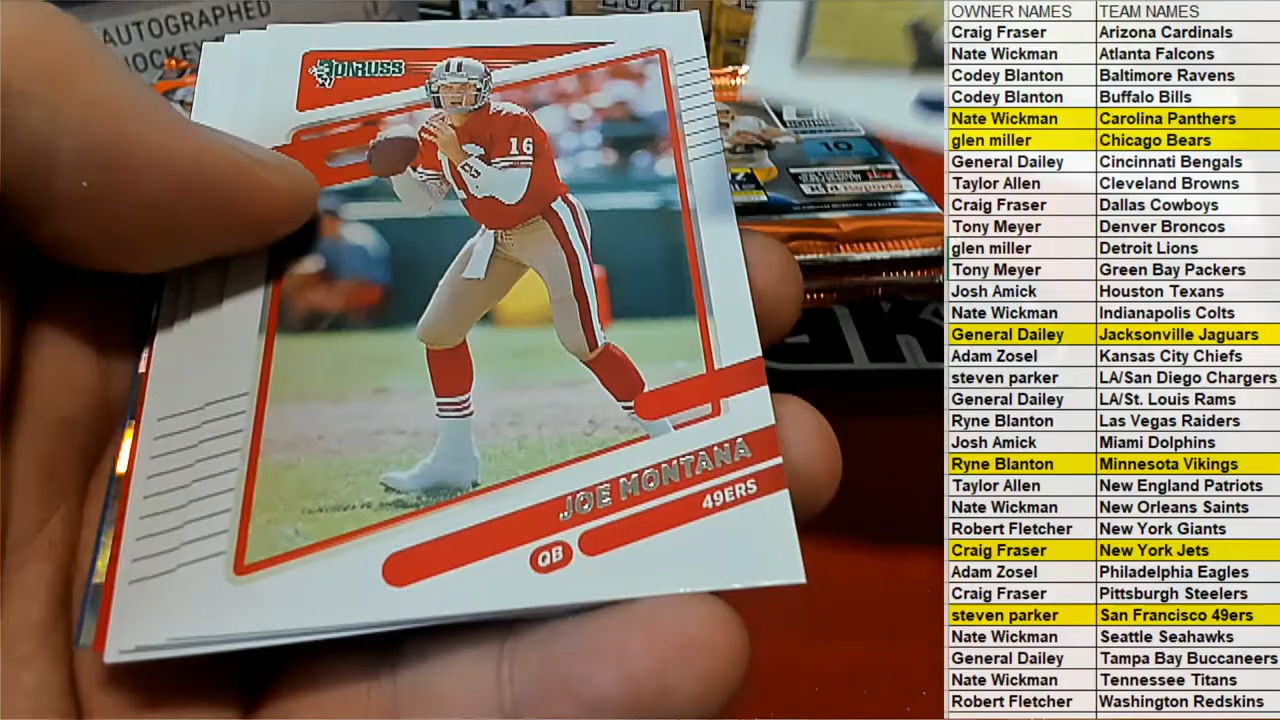 AUTOGRAPHED
HOCKEY
DONRUSS
16
10
JOE MONTANA
49ERS
QB
OWNER NAMES TEAM NAMES
Craig Fraser Arizona Cardinals
Nate Wickman Atlanta Falcons
Codey Blanton Baltimore Ravens
Codey Blanton Buffalo Bills
Nate Wickman Carolina Panthers
glen miller Chicago Bears
General Dailey Cincinnati Bengals
Taylor Allen Cleveland Browns
Craig Fraser Dallas Cowboys
Tony Meyer Denver Broncos
glen miller Detroit Lions
Tony Meyer Green Bay Packers
Josh Amick Houston Texans
Nate Wickman Indianapolis Colts
General Dailey Jacksonville Jaguars
Adam Zosel Kansas City Chiefs
steven parker LA/San Diego Chargers
General Dailey LA/St. Louis Rams
Ryne Blanton Las Vegas Raiders
Josh Amick Miami Dolphins
Ryne Blanton Minnesota Vikings
Taylor Allen New England Patriots
Nate Wickman New Orleans Saints
Robert Fletcher New York Giants
Craig Fraser New York Jets
Adam Zosel Philadelphia Eagles
Craig Fraser Pittsburgh Steelers
steven parker San Francisco 49ers
Nate Wickman Seattle Seahawks
General Dailey Tampa Bay Buccaneers
Nate Wickman Tennessee Titans
Robert Fletcher Washington Redskins